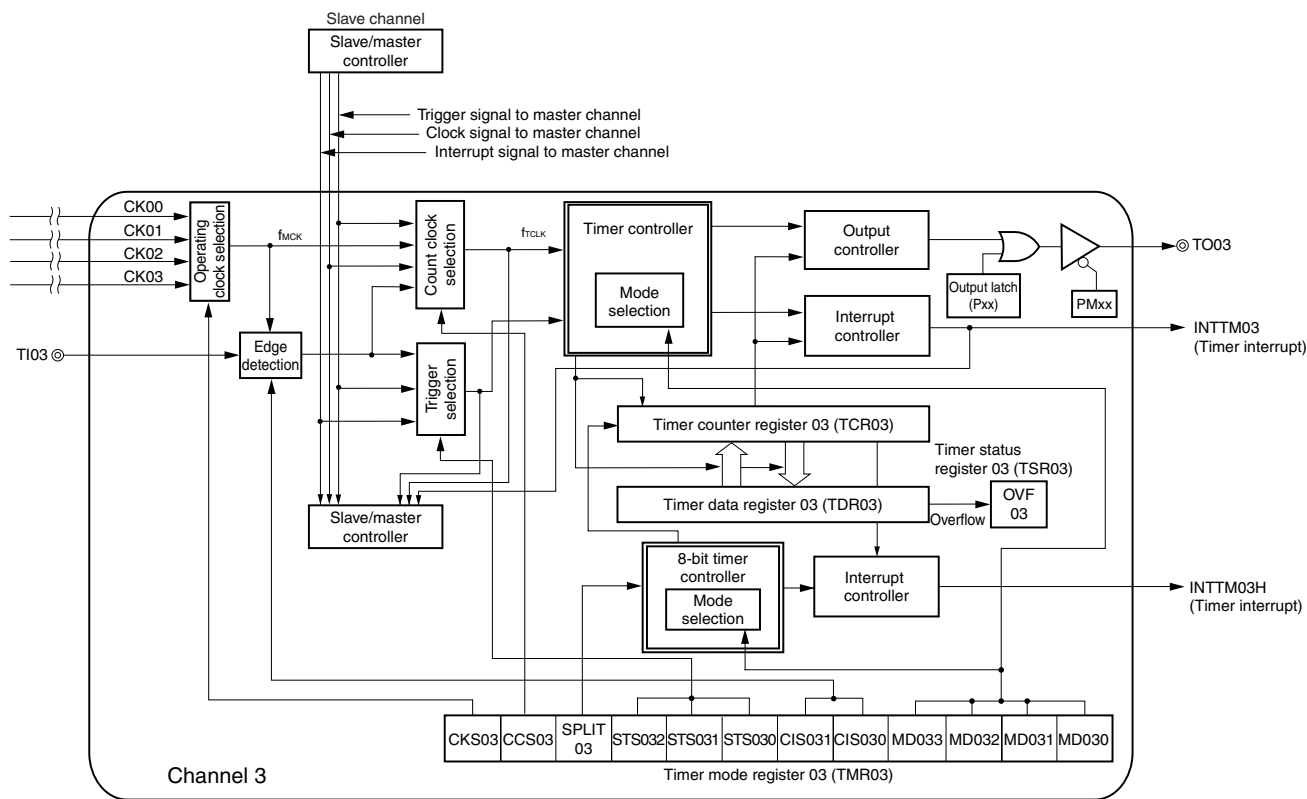 Slave channel
Slave/master
controller
Trigger signal to master channel
Clock signal to master channel
Interrupt signal to master channel
CK00
CK01
CK02
CK03
Operating
clock selection
fMCK
Count clock
selection
fTCLK
Timer controller
Mode
selection
Output
controller
Output latch
(Pxx)
PMxx
TO03
Interrupt
controller
INTTM03
(Timer interrupt)
TI03
Edge
detection
Trigger
selection
Timer counter register 03 (TCR03)
Timer status
register 03 (TSR03)
Slave/master
controller
Timer data register 03 (TDR03)
Overflow
OVF
03
8-bit timer
controller
Mode
selection
Interrupt
controller
INTTM03H
(Timer interrupt)
CKS03 CCS03 SPLIT
03 STS032 STS031 STS030 CIS031 CIS030 MD033 MD032 MD031 MD030
Timer mode register 03 (TMR03)
Channel 3